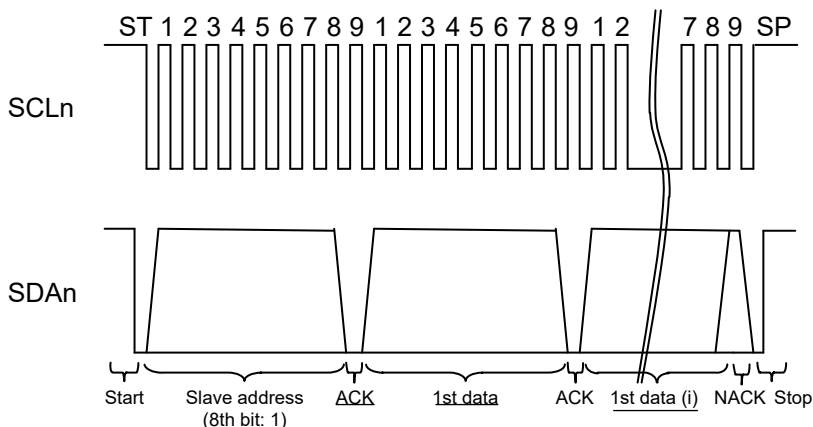 ST 1 2 3 4 5 6 7 8 9 1 2 3 4 5 6 7 8 9 1 2 7 8 9 SP
SCLn
SDAn
Start Slave address ACK 1st data ACK 1st data (i) NACK Stop
(8th bit: 1)